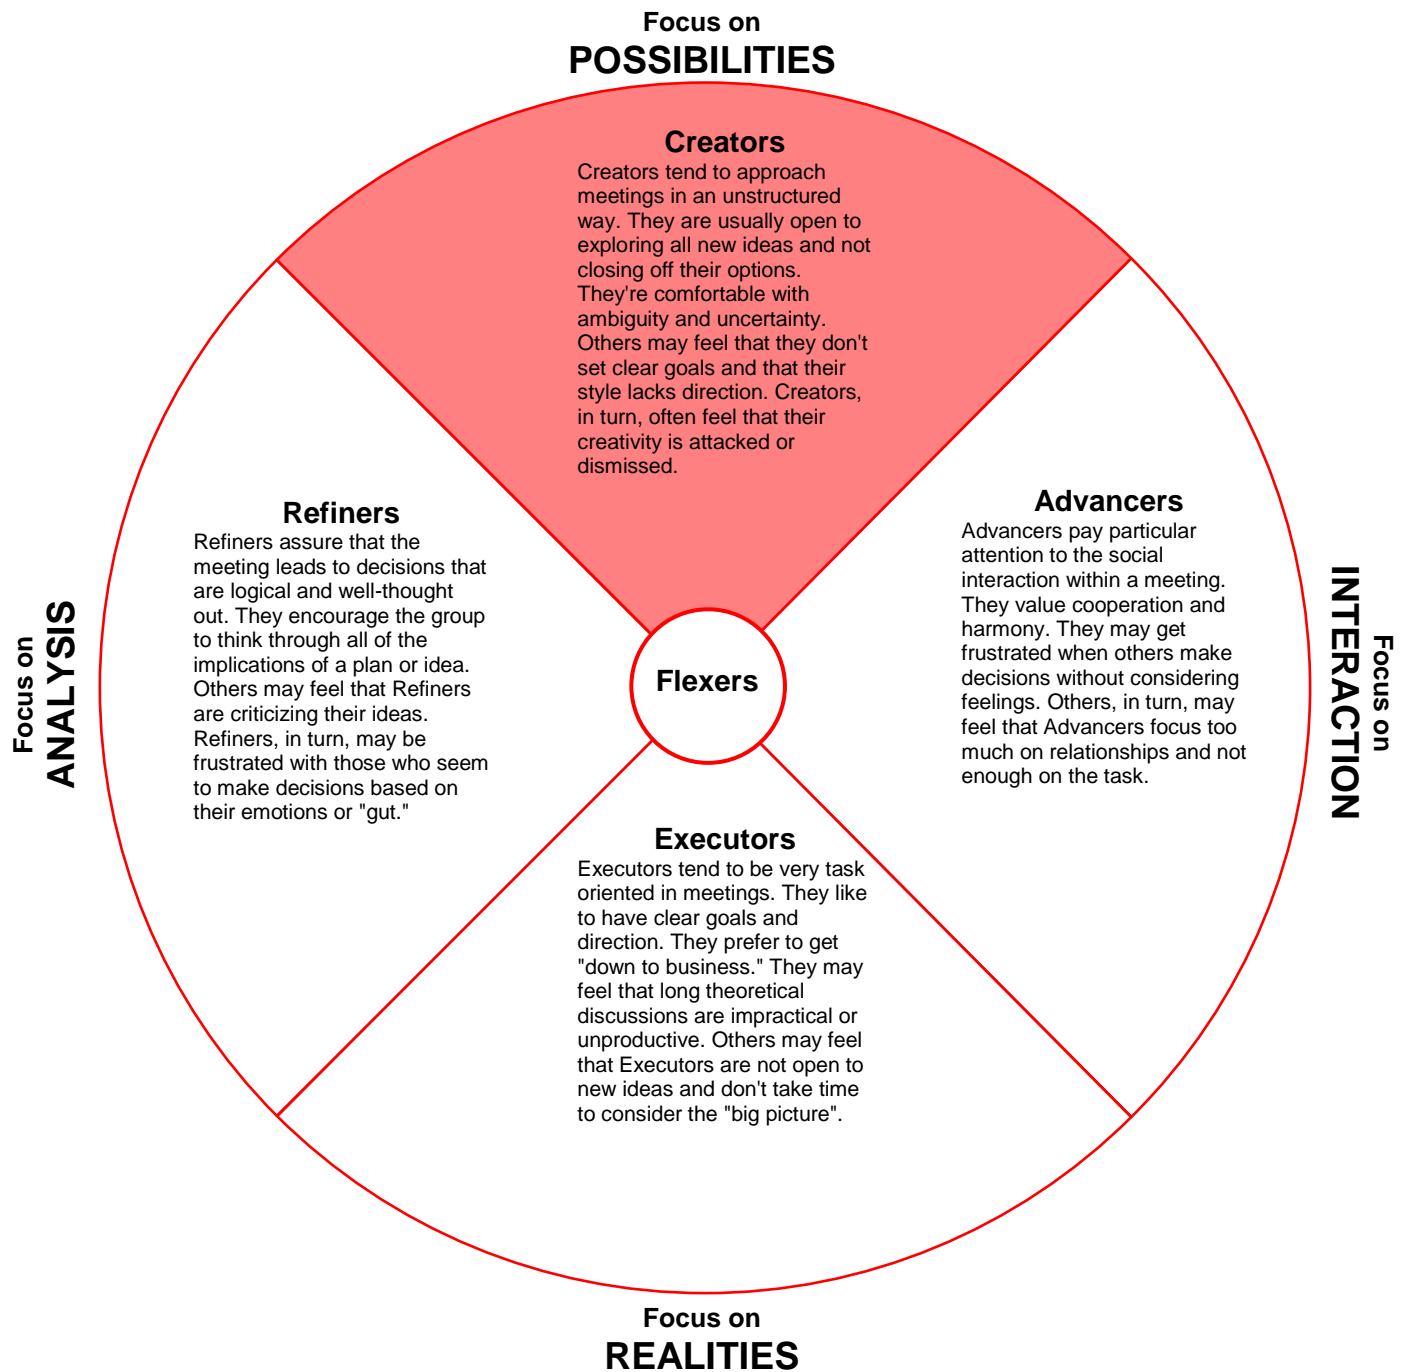 Focus on
POSSIBILITIES
Creators
Creators tend to approach
meetings in an unstructured
way. They are usually open to
exploring all new ideas and not
closing off their options.
They're comfortable with
ambiguity and uncertainty.
Others may feel that they don't
set clear goals and that their
style lacks direction. Creators,
in turn, often feel that their
creativity is attacked or
dismissed.
Focus on
ANALYSIS
Refiners
Refiners assure that the
meeting leads to decisions that
are logical and well-thought
out. They encourage the group
to think through all of the
implications of a plan or idea.
Others may feel that Refiners
are criticizing their ideas.
Refiners, in turn, may be
frustrated with those who seem
to make decisions based on
their emotions or "gut."
Flexers
Advancers
Advancers pay particular
attention to the social
interaction within a meeting.
They value cooperation and
harmony. They may get
frustrated when others make
decisions without considering
feelings. Others, in turn, may
feel that Advancers focus too
much on relationships and not
enough on the task.
Focus on
INTERACTION
Executors
Executors tend to be very task
oriented in meetings. They like
to have clear goals and
direction. They prefer to get
"down to business." They may
feel that long theoretical
discussions are impractical or
unproductive. Others may feel
that Executors are not open to
new ideas and don't take time
to consider the "big picture".
Focus on
REALITIES